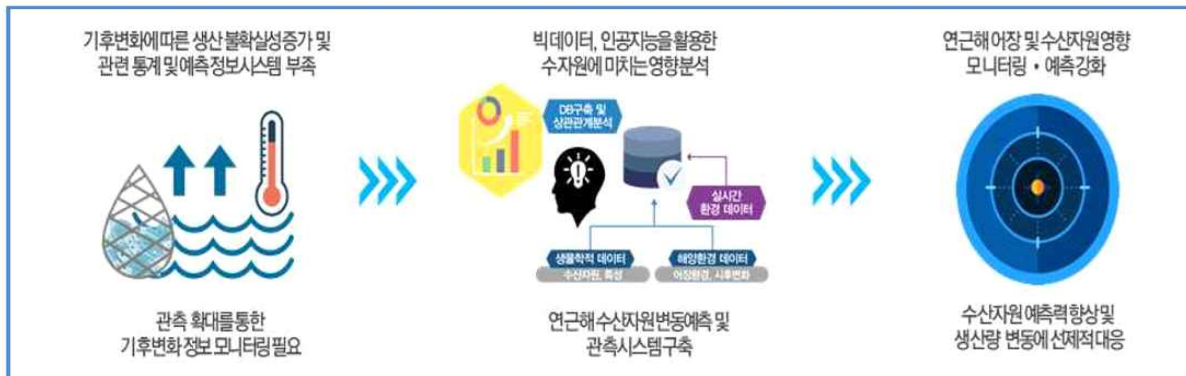 기후변화에 따른 생산 불확실성 증가 및
관련 통계 및 예측 정보시스템 부족
관측 확대를 통한
기후변화 정보 모니터링 필요
빅데이터, 인공지능을 활용한
수자원에 미치는 영향 분석
DB구축 및
상관관계분석
실시간
환경 데이터
생물학적 데이터
수산자원, 특성
해양환경 데이터
어장환경, 시후변화
연근해 수산자원 변동예측 및
관측시스템 구축
연근해 어장 및 수산자원 영향
모니터링 • 예측 강화
수산자원 예측력 향상 및
생산량 변동에 선제적 대응